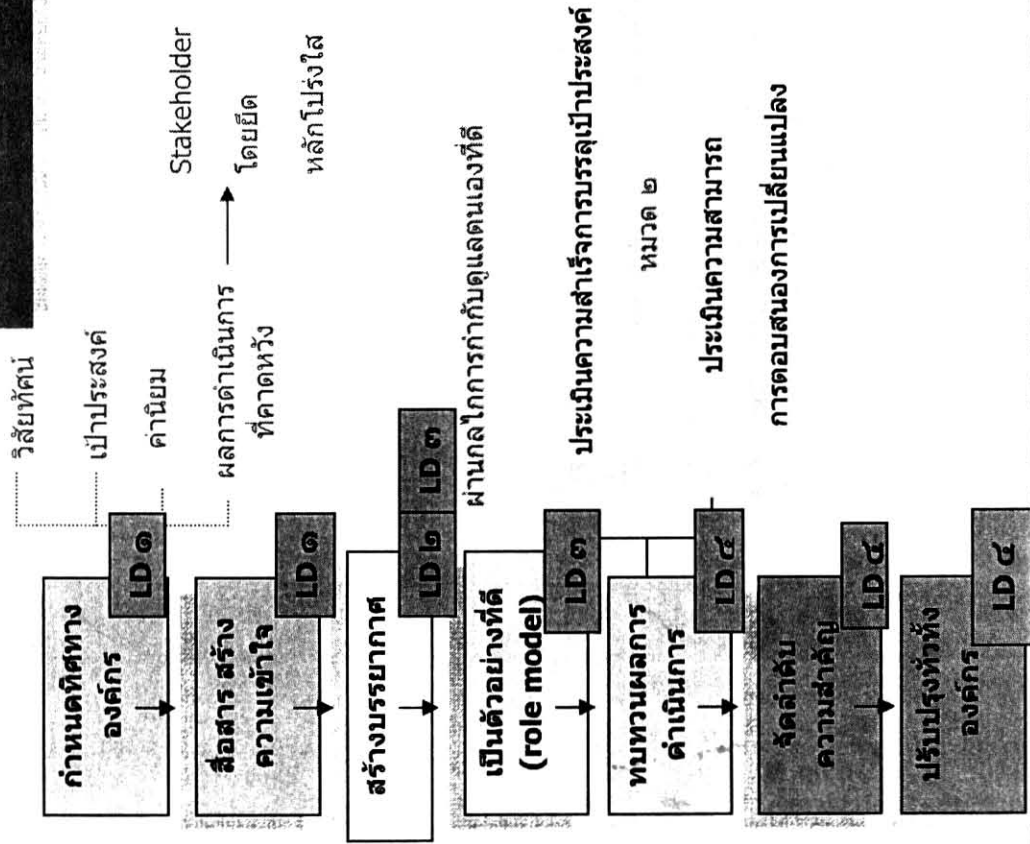 วิสัยทัศน์
เป้าประสงค์
ค่านิยม
ผลการดำเนินการ
ที่คาดหวัง
Stakeholder
โดยยึด
หลักโปร่งใส
กำหนดทิศทาง
องค์กร
LD ๑
สื่อสาร สร้าง
ความเข้าใจ
LD ๑
สร้างบรรยากาศ
LD ๒
LD ๓
ผ่านกลไกการกำกับดูแลตนเองที่ดี
เป็นตัวอย่างที่ดี
(role model)
LD ๓
ประเมินความสำเร็จการบรรลุเป้าประสงค์
หมวด ๒
ทบทวนผลการ
ดำเนินการ
LD ๔
ประเมินความสามารถ
การตอบสนองการเปลี่ยนแปลง
จัดลำดับ
ความสำคัญ
LD ๔
ปรับปรุงทั่วทั้ง
องค์กร
LD ๔